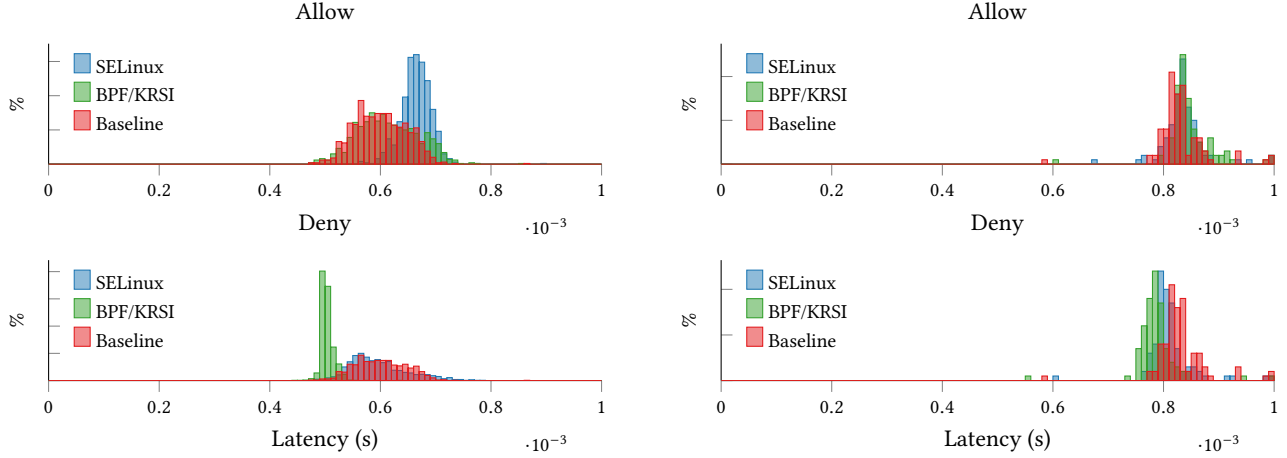 Allow
SELinux
BPF/KRSI
Baseline
%
0 0.2 0.4 0.6 0.8 1
·10⁻³
Deny
SELinux
BPF/KRSI
Baseline
%
0 0.2 0.4 0.6 0.8 1
·10⁻³
Latency (s)
Allow
SELinux
BPF/KRSI
Baseline
%
0 0.2 0.4 0.6 0.8 1
·10⁻³
Deny
SELinux
BPF/KRSI
Baseline
%
0 0.2 0.4 0.6 0.8 1
·10⁻³
Latency (s)